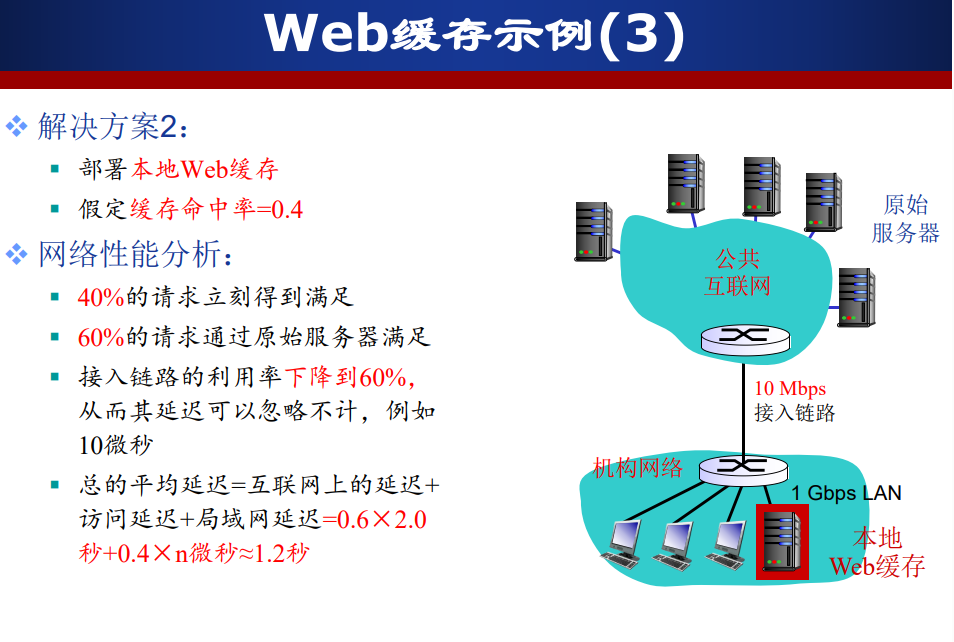 Web缓存示例(3)
解决方案2：
部署本地Web缓存
假定缓存命中率=0.4
网络性能分析：
40%的请求立刻得到满足
60%的请求通过原始服务器满足
接入链路的利用率下降到60%，
从而其延迟可以忽略不计，例如
10微秒
总的平均延迟=互联网上的延迟+
访问延迟+局域网延迟=0.6×2.0
秒+0.4×n微秒≈1.2秒
原始
服务器
公共
互联网
10 Mbps
接入链路
机构网络
1 Gbps LAN
本地
Web缓存